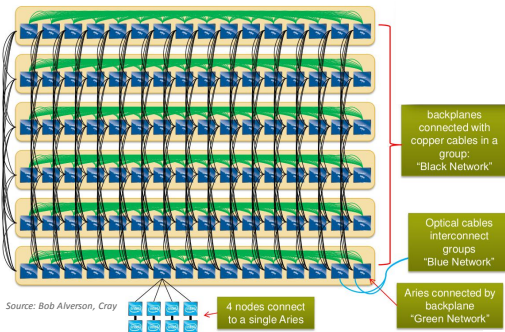 backplanes
connected with
copper cables in a
group:
“Black Network”
Optical cables
interconnect
groups
“Blue Network”
Aries connected by
backplane
“Green Network”
4 nodes connect
to a single Aries
Source: Bob Alverson, Cray